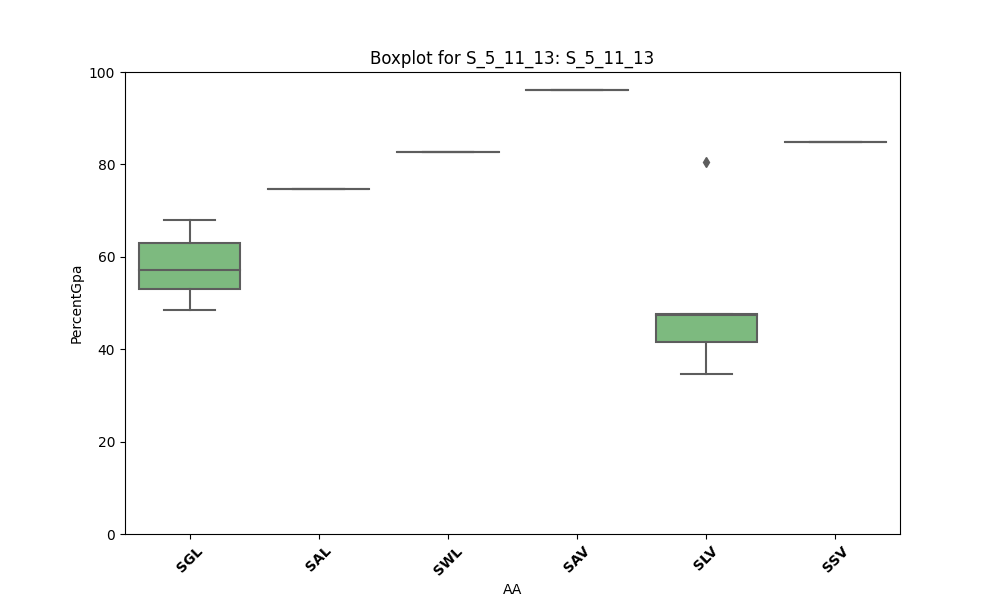 Boxplot for S_5_11_13: S_5_11_13
100
80
60
40
20
0
PercentGpa
SGL
SAL
SWL
SAV
SLV
SSV
AA